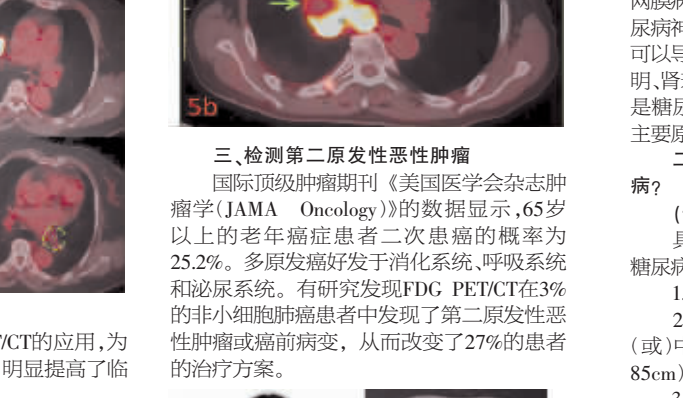 /CT的应用,为
明显提高了临
5b
三、检测第二原发性恶性肿瘤
国际顶级肿瘤期刊《美国医学会杂志肿
瘤学(JAMA Oncology)》的数据显示,65岁
以上的老年癌症患者二次患癌的概率为
25.2%。多原发癌好发于消化系统、呼吸系统
和泌尿系统。有研究发现FDG PET/CT在3%
的非小细胞肺癌患者中发现了第二原发性恶
性肿瘤或癌前病变，从而改变了27%的患者
的治疗方案。
尿病神
可以导
明、肾
是糖尿
主要原
病？
糖尿病
1
2
(或)中
85cm)